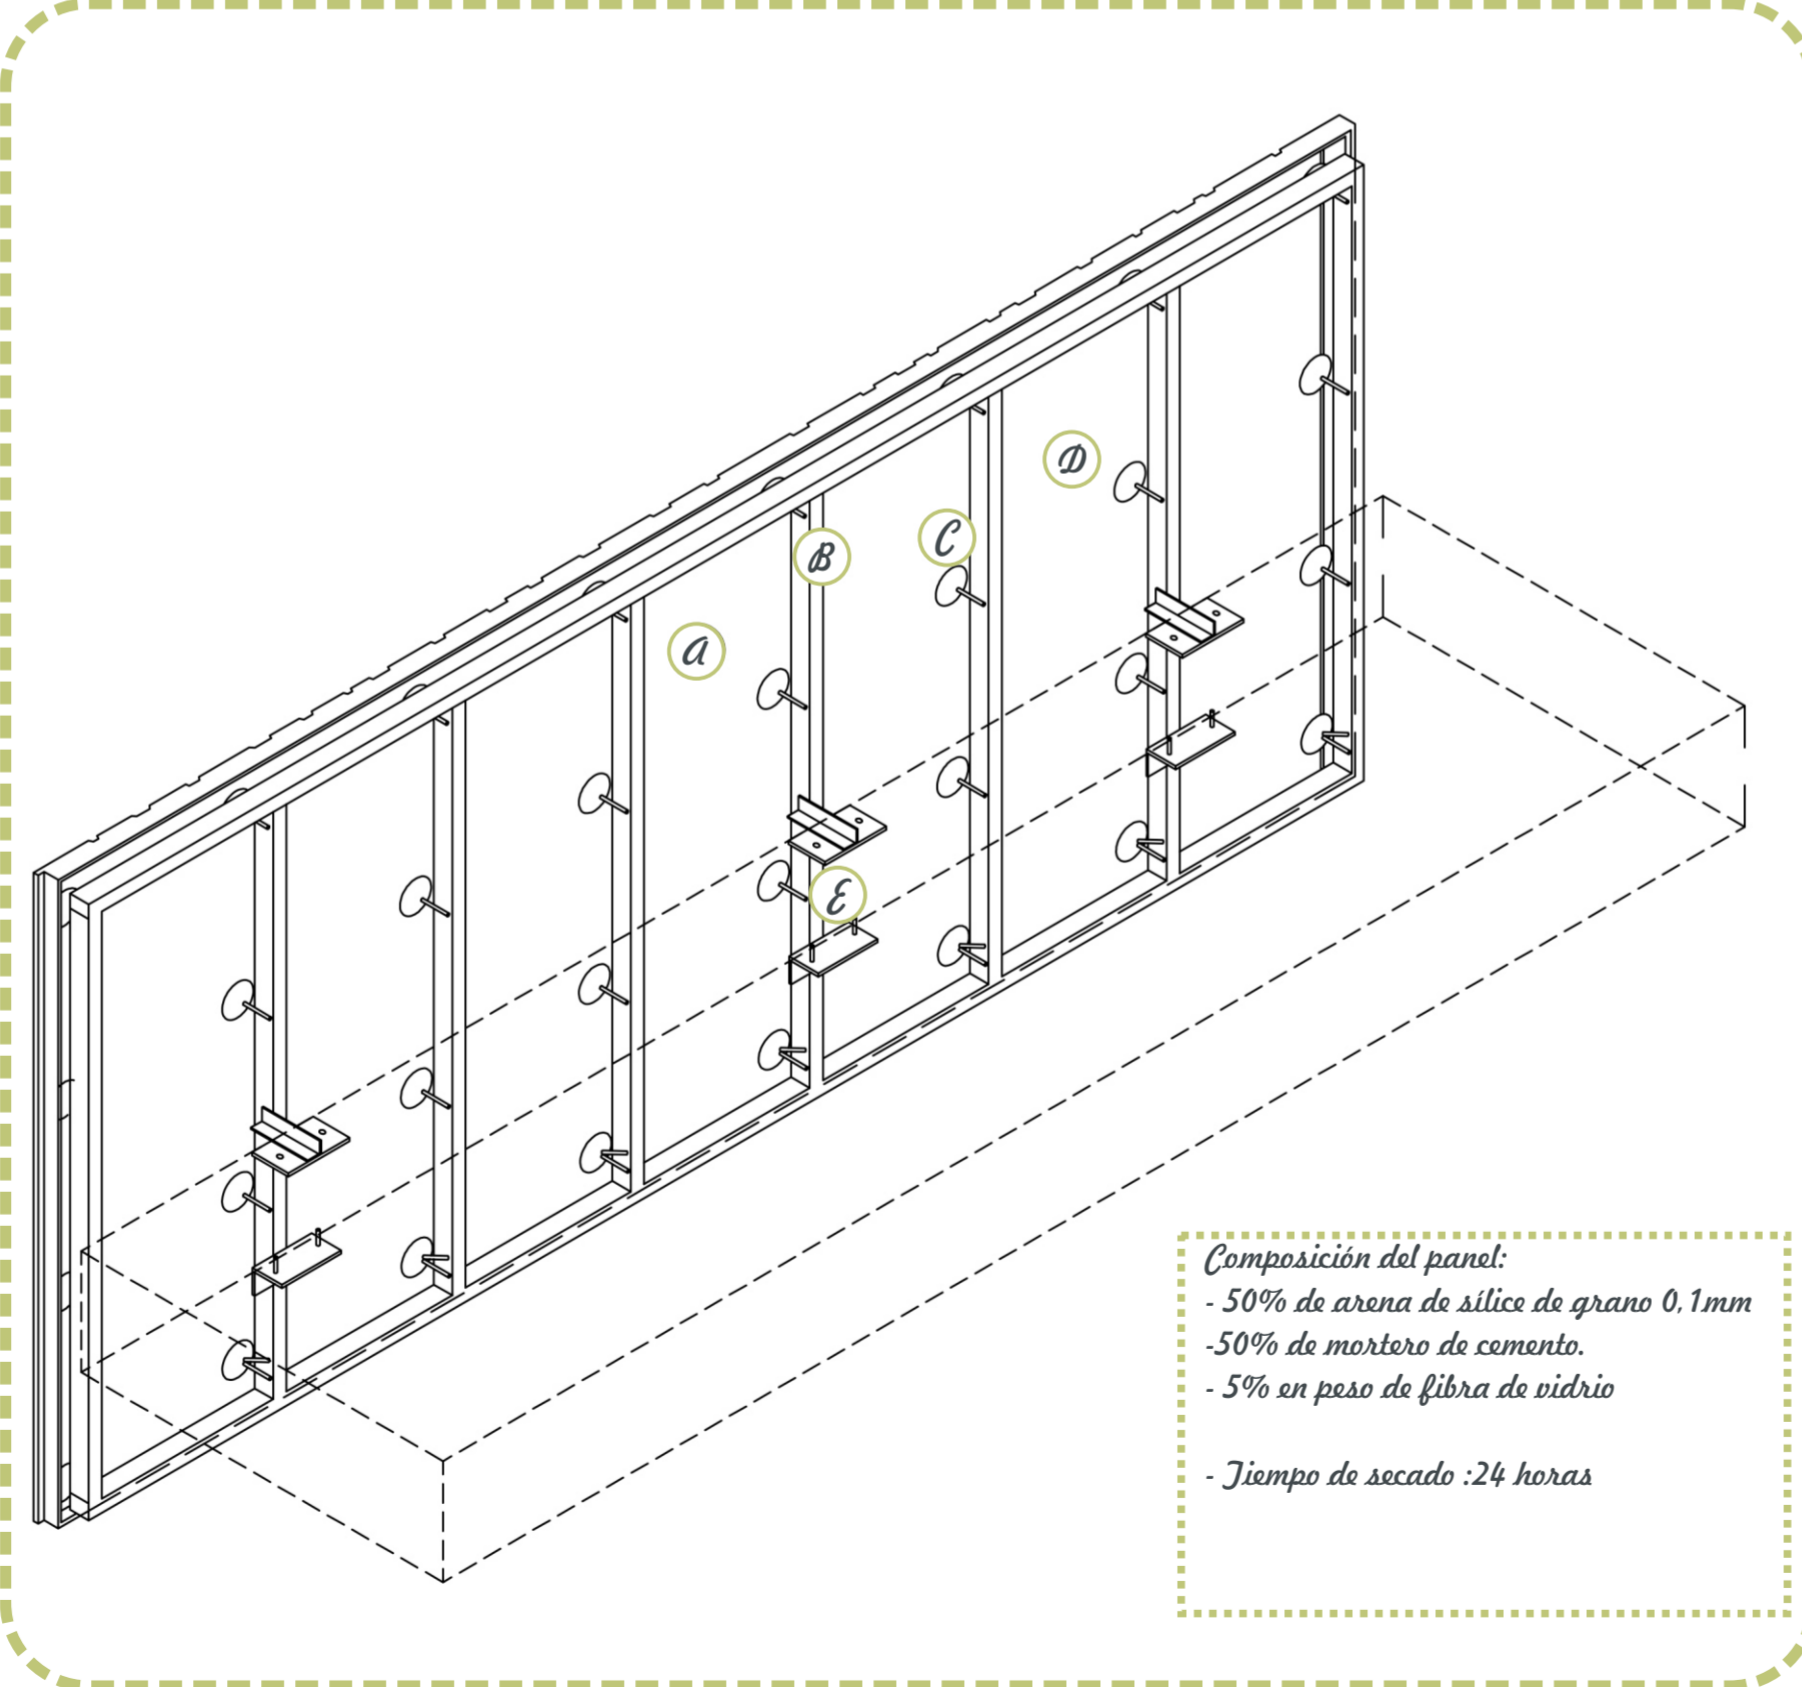 D
C
B
A
E
Composición del panel:
- 50% de arena de sílice de grano 0,1mm
-50% de mortero de cemento.
- 5% en peso de fibra de vidrio
- Tiempo de secado :24 horas